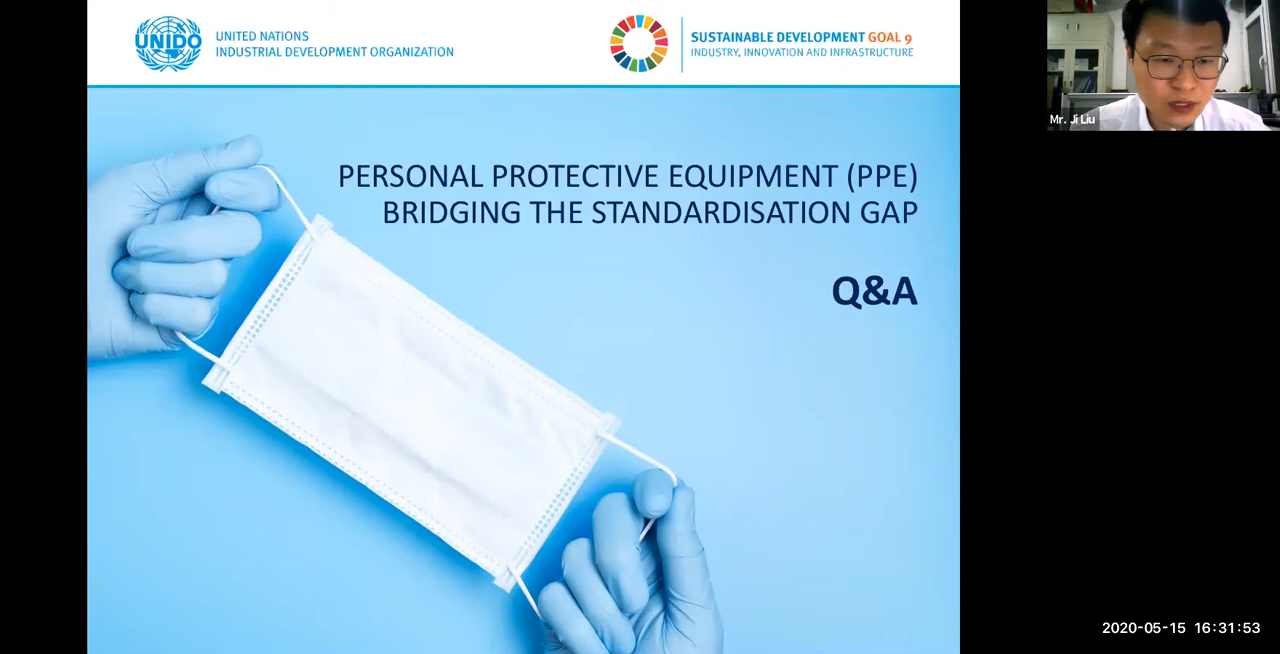 UNIDO
UNITED NATIONS
INDUSTRIAL DEVELOPMENT ORGANIZATION
SUSTAINABLE DEVELOPMENT GOAL 9
INDUSTRY, INNOVATION AND INFRASTRUCTURE
Mr. Ji Liu
PERSONAL PROTECTIVE EQUIPMENT (PPE)
BRIDGING THE STANDARDISATION GAP
Q&A
2020-05-15 16:31:53